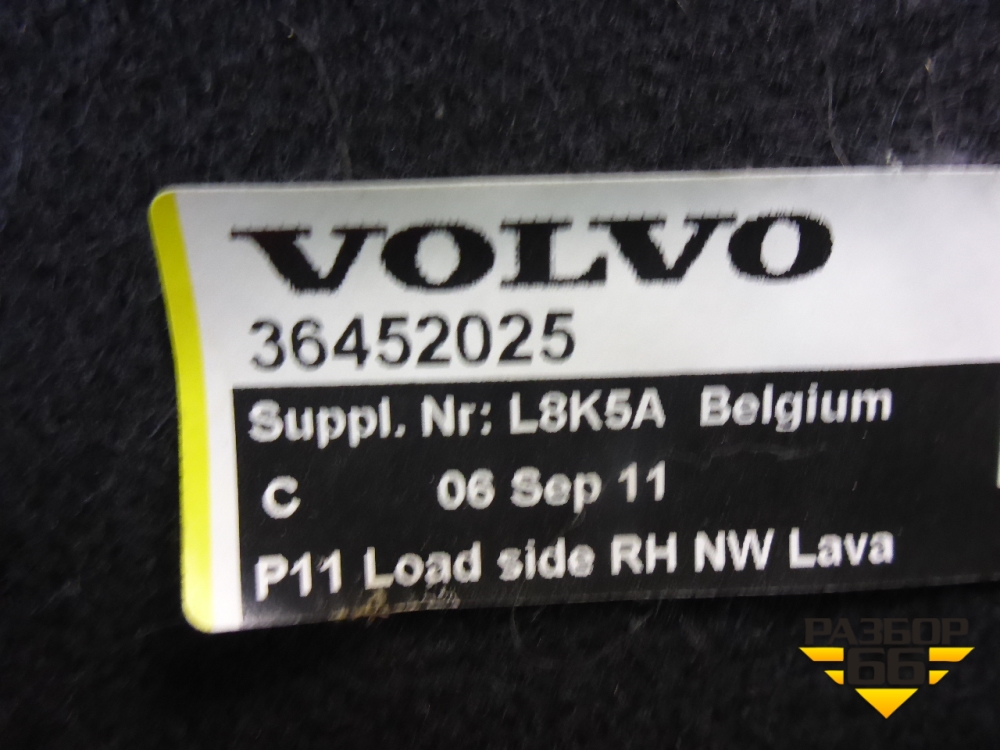 VOLVO
36452025
Suppl. Nr: L8K5A Belgium
C 06 Sep 11
P11 Load side RH NW Lava
РАЗБОР
66